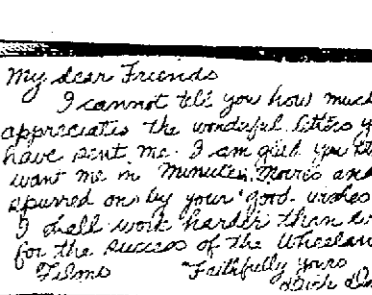 My dear Friends
I cannot tell you how much
appreciates the wonderful letters y
have sent me. I am glad you
want me in Minute Movies and
spurred on by your good wishes
I shall work harder than
for the success of the Wheelan
Films "Faithfully yours
Dick